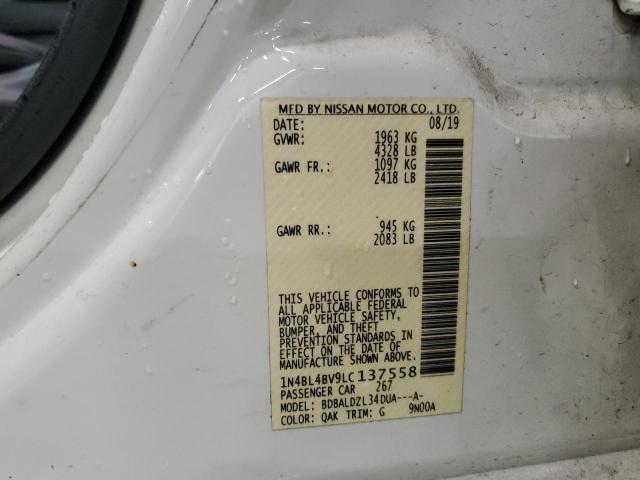 MFD BY NISSAN MOTOR CO., LTD.
DATE: 08/19
GVWR: 1963 KG
4328 LB
GAWR FR.: 1097 KG
2418 LB
GAWR RR.: 945 KG
2083 LB
THIS VEHICLE CONFORMS TO
ALL APPLICABLE FEDERAL
MOTOR VEHICLE SAFETY,
BUMPER, AND THEFT
PREVENTION STANDARDS IN
EFFECT ON THE DATE OF
MANUFACTURE SHOWN ABOVE.
1N4BL4BV9LC137558
PASSENGER CAR 267
MODEL: BDBALDZL34DUA---A-
COLOR: QAK TRIM: G 9N00A